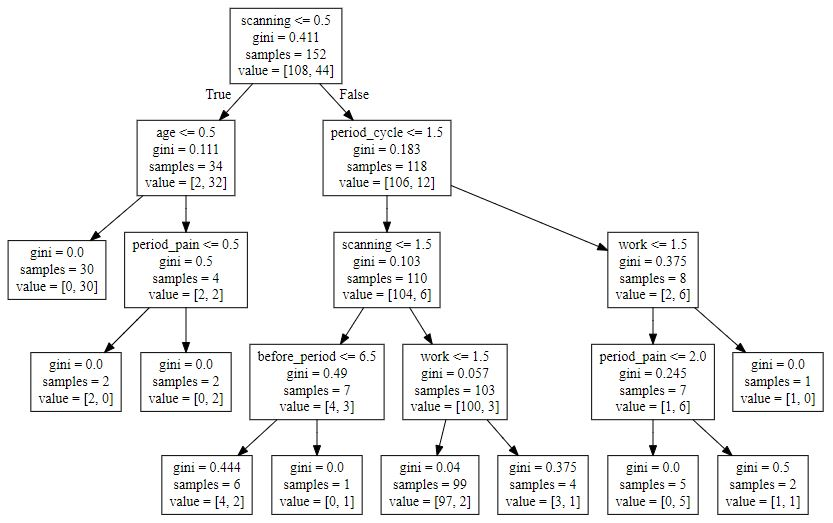 scanning <= 0.5
gini = 0.411
samples = 152
value = [108, 44]
True
False
age <= 0.5
gini = 0.111
samples = 34
value = [2, 32]
period_cycle <= 1.5
gini = 0.183
samples = 118
value = [106, 12]
gini = 0.0
samples = 30
value = [0, 30]
period_pain <= 0.5
gini = 0.5
samples = 4
value = [2, 2]
scanning <= 1.5
gini = 0.103
samples = 110
value = [104, 6]
work <= 1.5
gini = 0.375
samples = 8
value = [2, 6]
gini = 0.0
samples = 2
value = [2, 0]
gini = 0.0
samples = 2
value = [0, 2]
before_period <= 6.5
gini = 0.49
samples = 7
value = [4, 3]
work <= 1.5
gini = 0.057
samples = 103
value = [100, 3]
period_pain <= 2.0
gini = 0.245
samples = 7
value = [1, 6]
gini = 0.0
samples = 1
value = [1, 0]
gini = 0.444
samples = 6
value = [4, 2]
gini = 0.0
samples = 1
value = [0, 1]
gini = 0.04
samples = 99
value = [97, 2]
gini = 0.375
samples = 4
value = [3, 1]
gini = 0.0
samples = 5
value = [0, 5]
gini = 0.5
samples = 2
value = [1, 1]